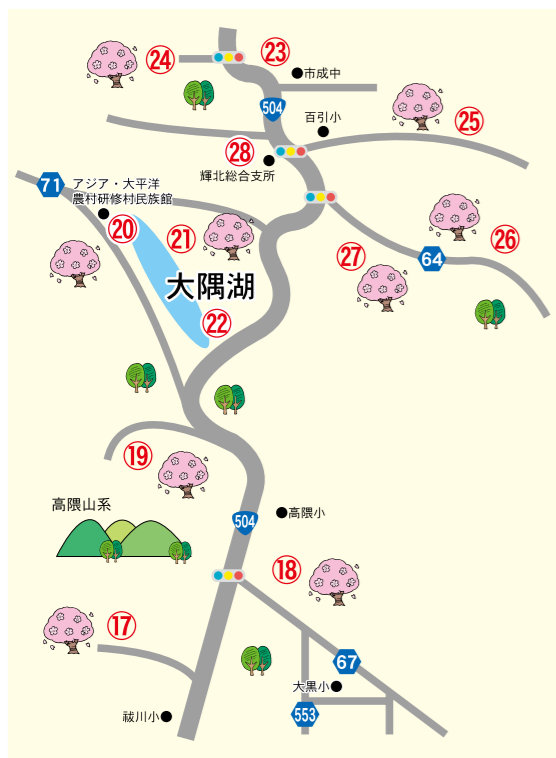 ㉓
㉔
市成中
504
百引小
㉕
㉘
輝北総合支所
71
アジア・大平洋
農村研修村民族館
⑳
㉑
㉖
㉗
64
大隅湖
㉒
⑲
高隈山系
504
高隈小
⑱
⑰
67
大黒小
553
祓川小